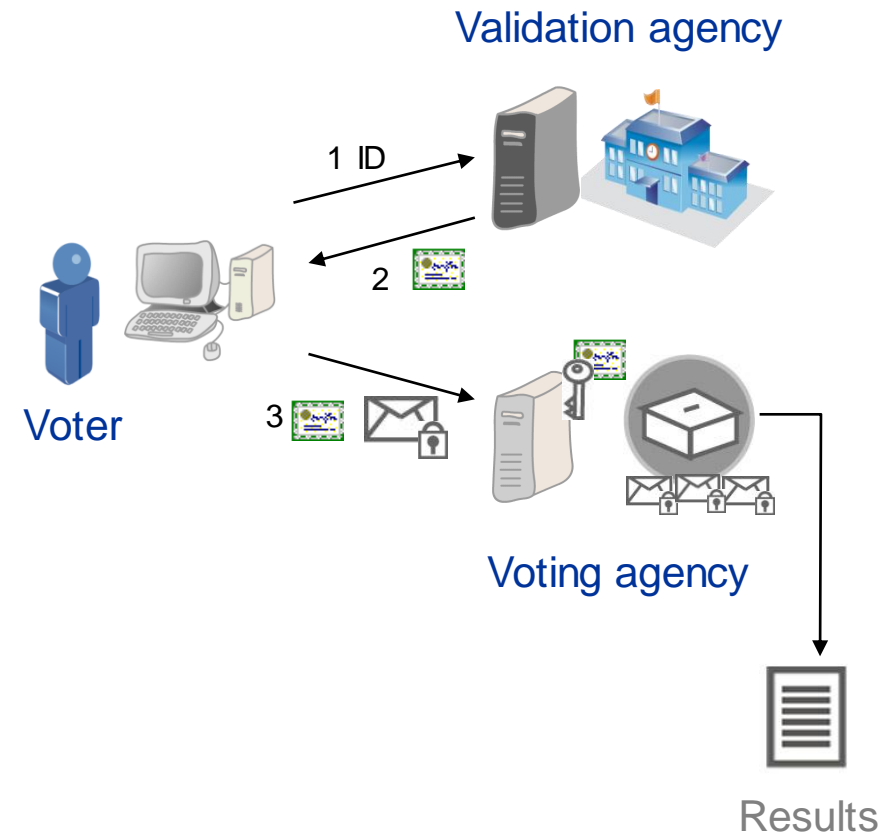 Validation agency
1 ID
2
Voter
3
Voting agency
Results